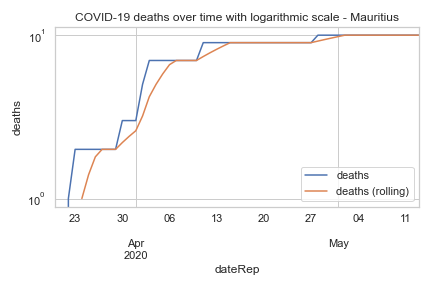 COVID-19 deaths over time with logarithmic scale - Mauritius
10¹
deaths
10⁰
deaths
deaths (rolling)
23 30 06 13 20 27 04 11
Apr May
2020
dateRep